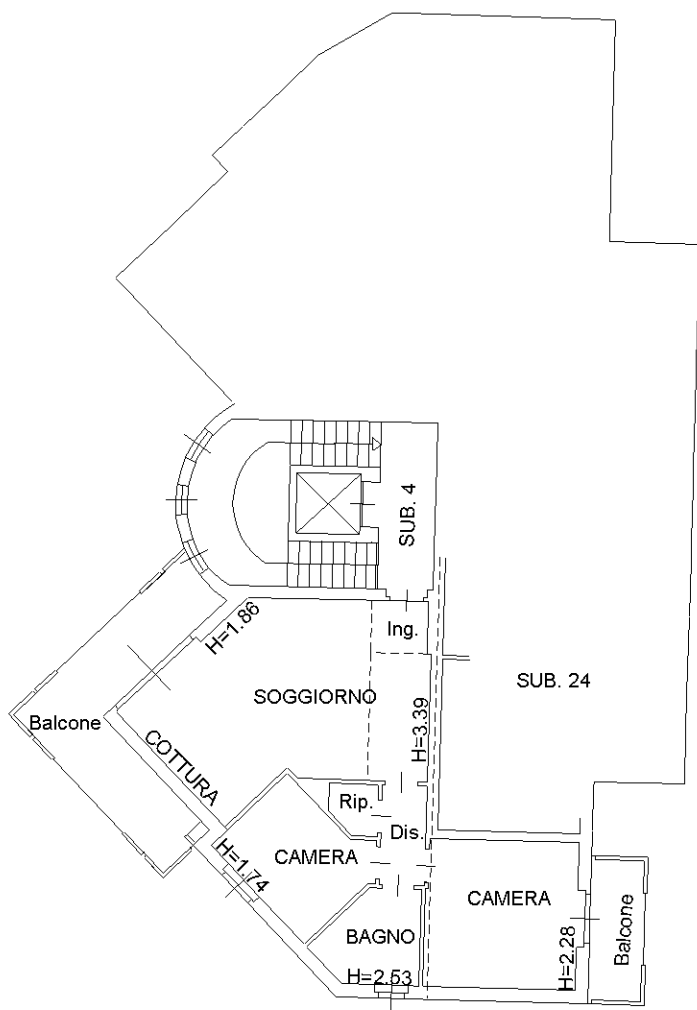 SUB. 4
H=1.86
Ing.
SOGGIORNO
SUB. 24
H=3.39
Balcone
COTTURA
Rip.
Dis.
CAMERA
H=1.74
CAMERA
Balcone
BAGNO
H=2.28
H=2.53